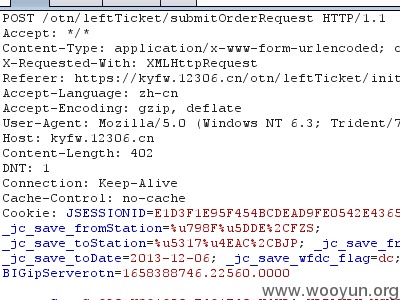 POST /otn/leftTicket/submitOrderRequest HTTP/1.1
Accept: */*
Content-Type: application/x-www-form-urlencoded; c
X-Requested-With: XMLHttpRequest
Referer: https://kyfw.12306.cn/otn/leftTicket/init
Accept-Language: zh-cn
Accept-Encoding: gzip, deflate
User-Agent: Mozilla/5.0 (Windows NT 6.3; Trident/7
Host: kyfw.12306.cn
Content-Length: 402
DNT: 1
Connection: Keep-Alive
Cache-Control: no-cache
Cookie: JSESSIONID=E1D3F1E95F454BCDEAD9FE0542E4365
_jc_save_fromStation=%u798F%u5DDE%2CFZS;
_jc_save_toStation=%u5317%u4EAC%2CBJP; _jc_save_fr
_jc_save_toDate=2013-12-06; _jc_save_wfdc_flag=dc;
BIGipServerotn=1658388746.22560.0000
www.wooyun.org